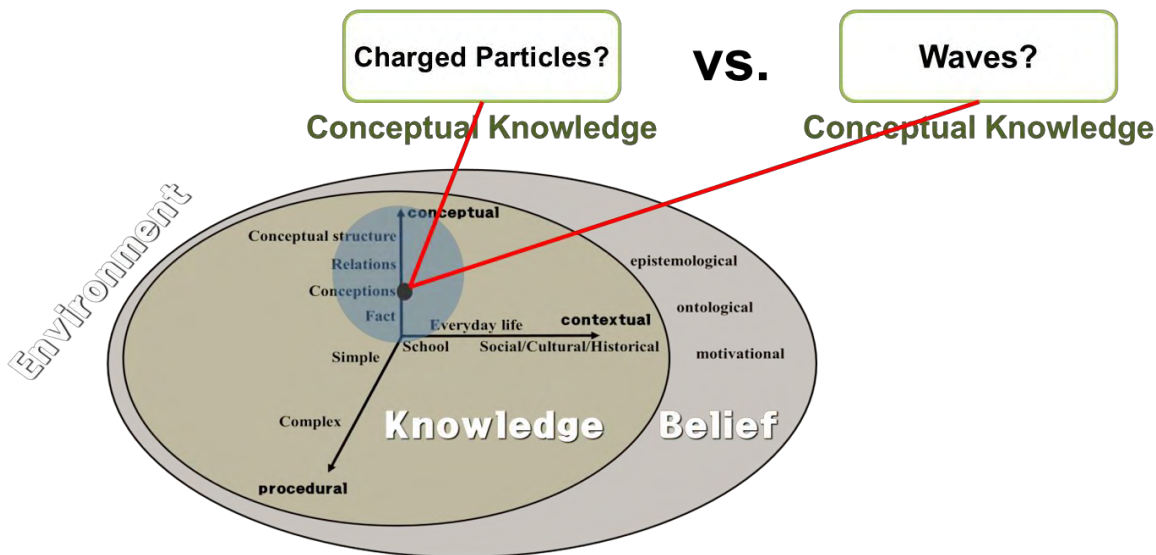 Charged Particles?
vs.
Waves?
Conceptual Knowledge
Conceptual Knowledge
Environment
conceptual
Conceptual structure
Relations
Conceptions
Fact
epistemological
ontological
motivational
Everyday life
contextual
School
Social/Cultural/Historical
Simple
Complex
Knowledge
Belief
procedural